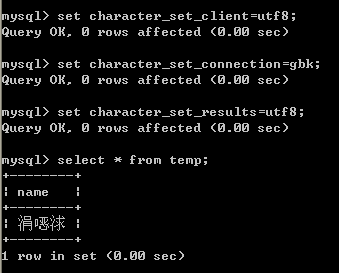 mysql> set character_set_client=utf8;
Query OK, 0 rows affected (0.00 sec)
mysql> set character_set_connection=gbk;
Query OK, 0 rows affected (0.00 sec)
mysql> set character_set_results=utf8;
Query OK, 0 rows affected (0.00 sec)
mysql> select * from temp;
+--------+
¦ name   ¦
+--------+
¦ 涓浗 ¦
+--------+
1 row in set (0.00 sec)